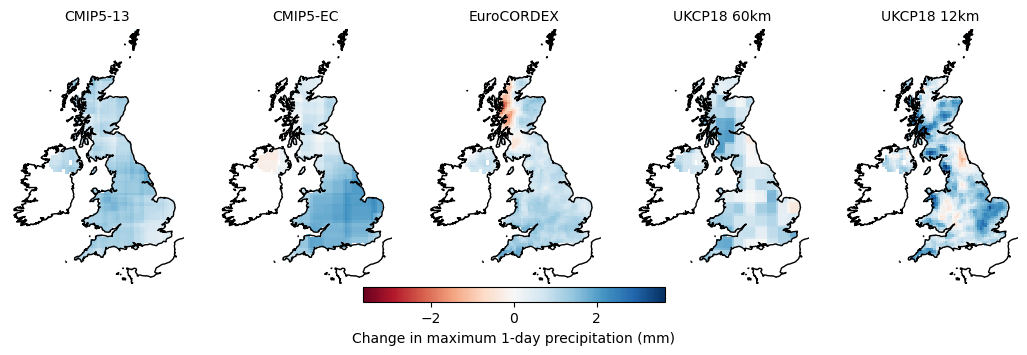 CMIP5-13 CMIP5-EC EuroCORDEX UKCP18 60km UKCP18 12km
−2 0 2
Change in maximum 1-day precipitation (mm)